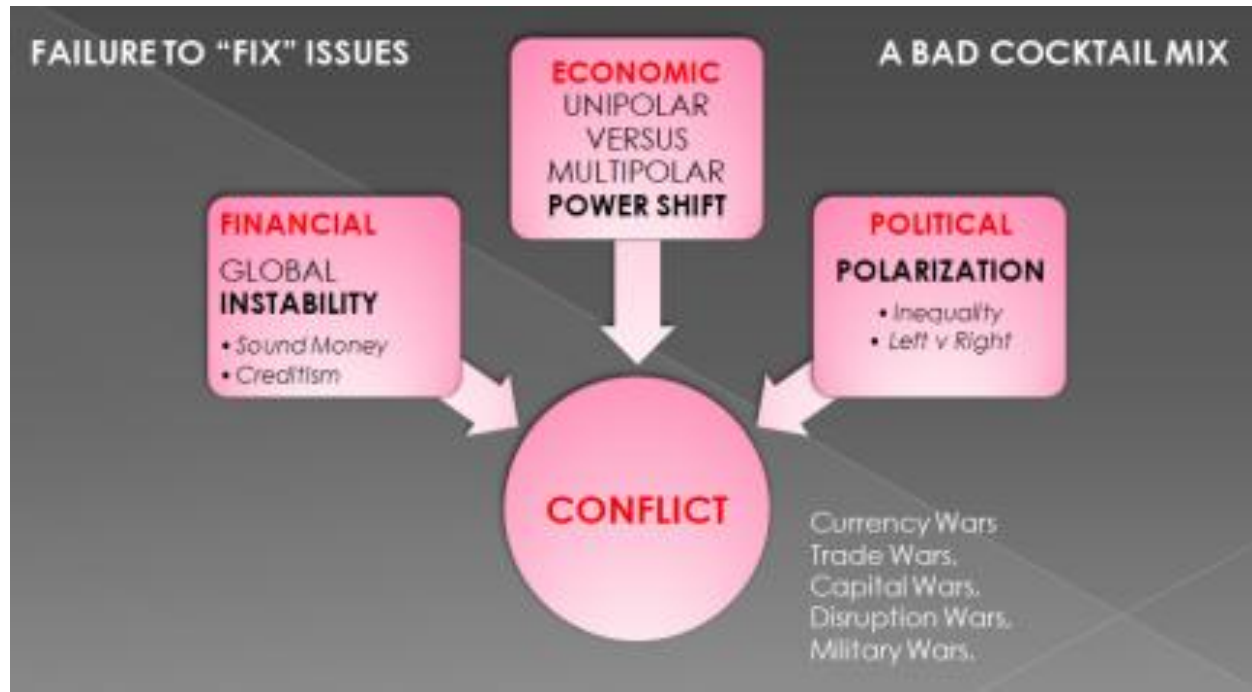 FAILURE TO “FIX” ISSUES
A BAD COCKTAIL MIX
ECONOMIC
UNIPOLAR
VERSUS
MULTIPOLAR
POWER SHIFT
FINANCIAL
GLOBAL
INSTABILITY
• Sound Money
• Creditism
POLITICAL
POLARIZATION
• Inequality
• Left v Right
CONFLICT
Currency Wars
Trade Wars.
Capital Wars.
Disruption Wars.
Military Wars.